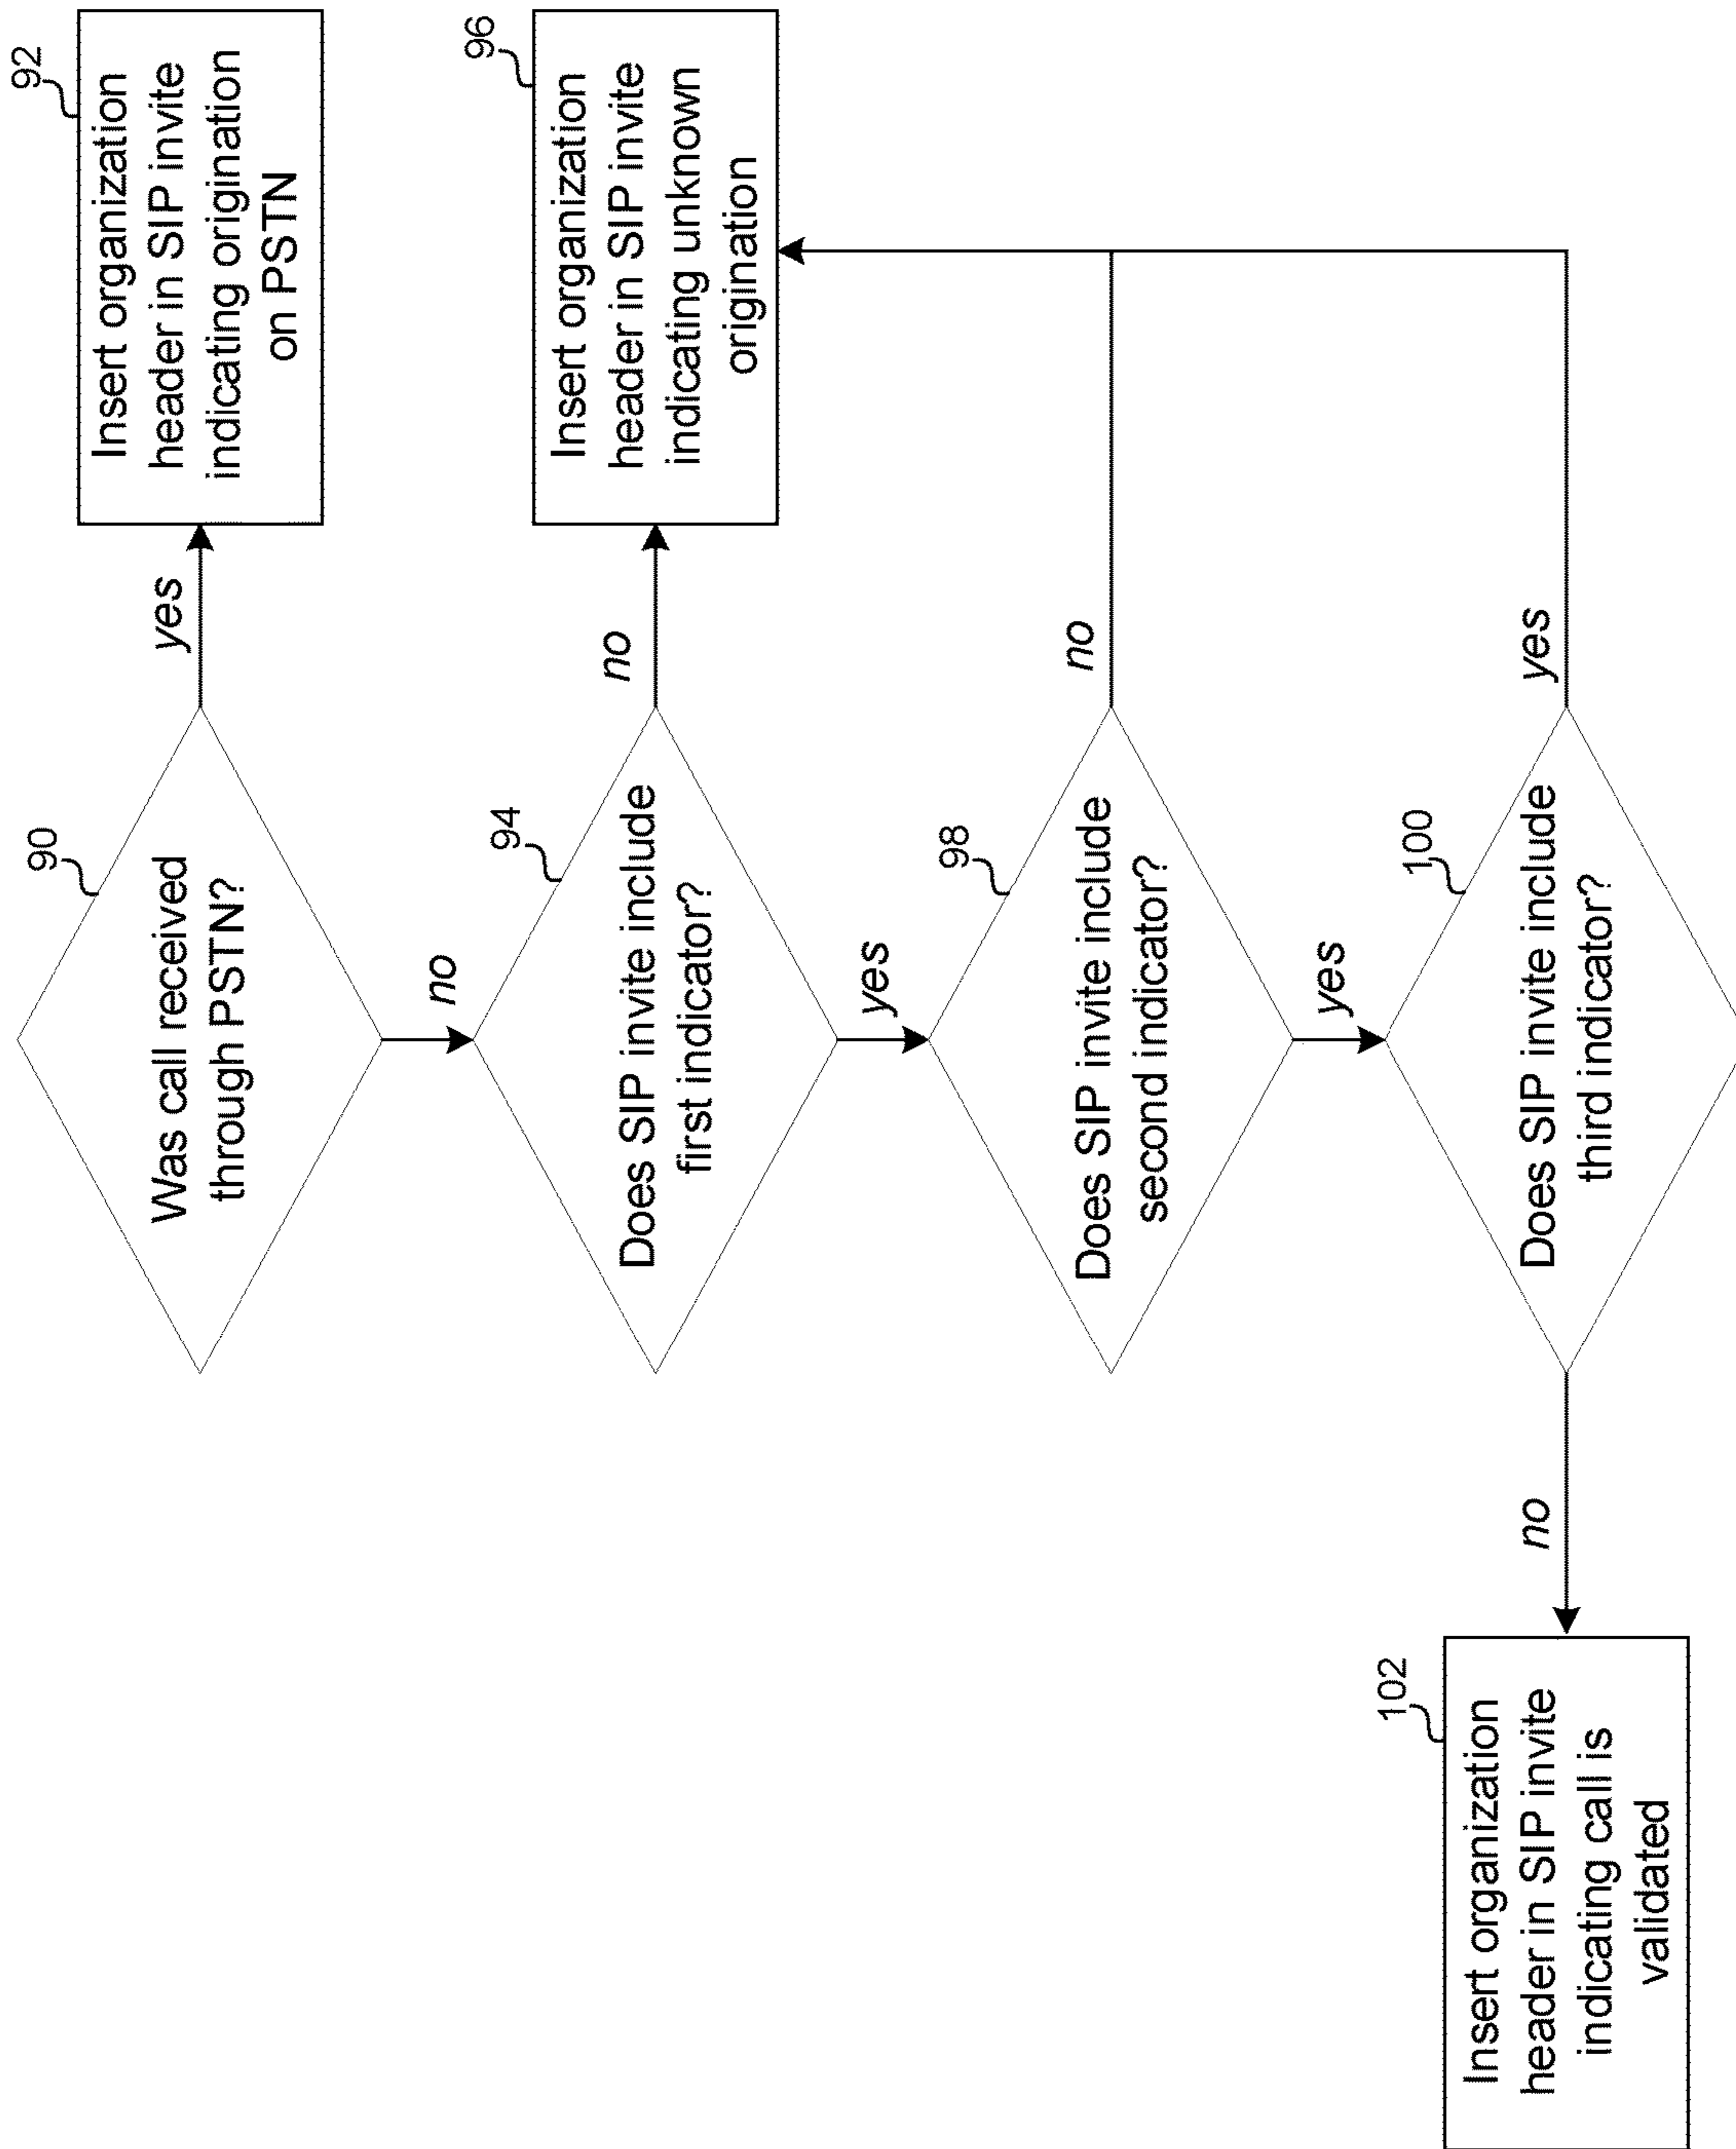 90
Was call received
through PSTN?
yes
92
Insert organization
header in SIP invite
indicating origination
on PSTN
no
94
Does SIP invite include
first indicator?
no
96
Insert organization
header in SIP invite
indicating unknown
origination
yes
98
Does SIP invite include
second indicator?
no
yes
100
Does SIP invite include
third indicator?
yes
no
102
Insert organization
header in SIP invite
indicating call is
validated